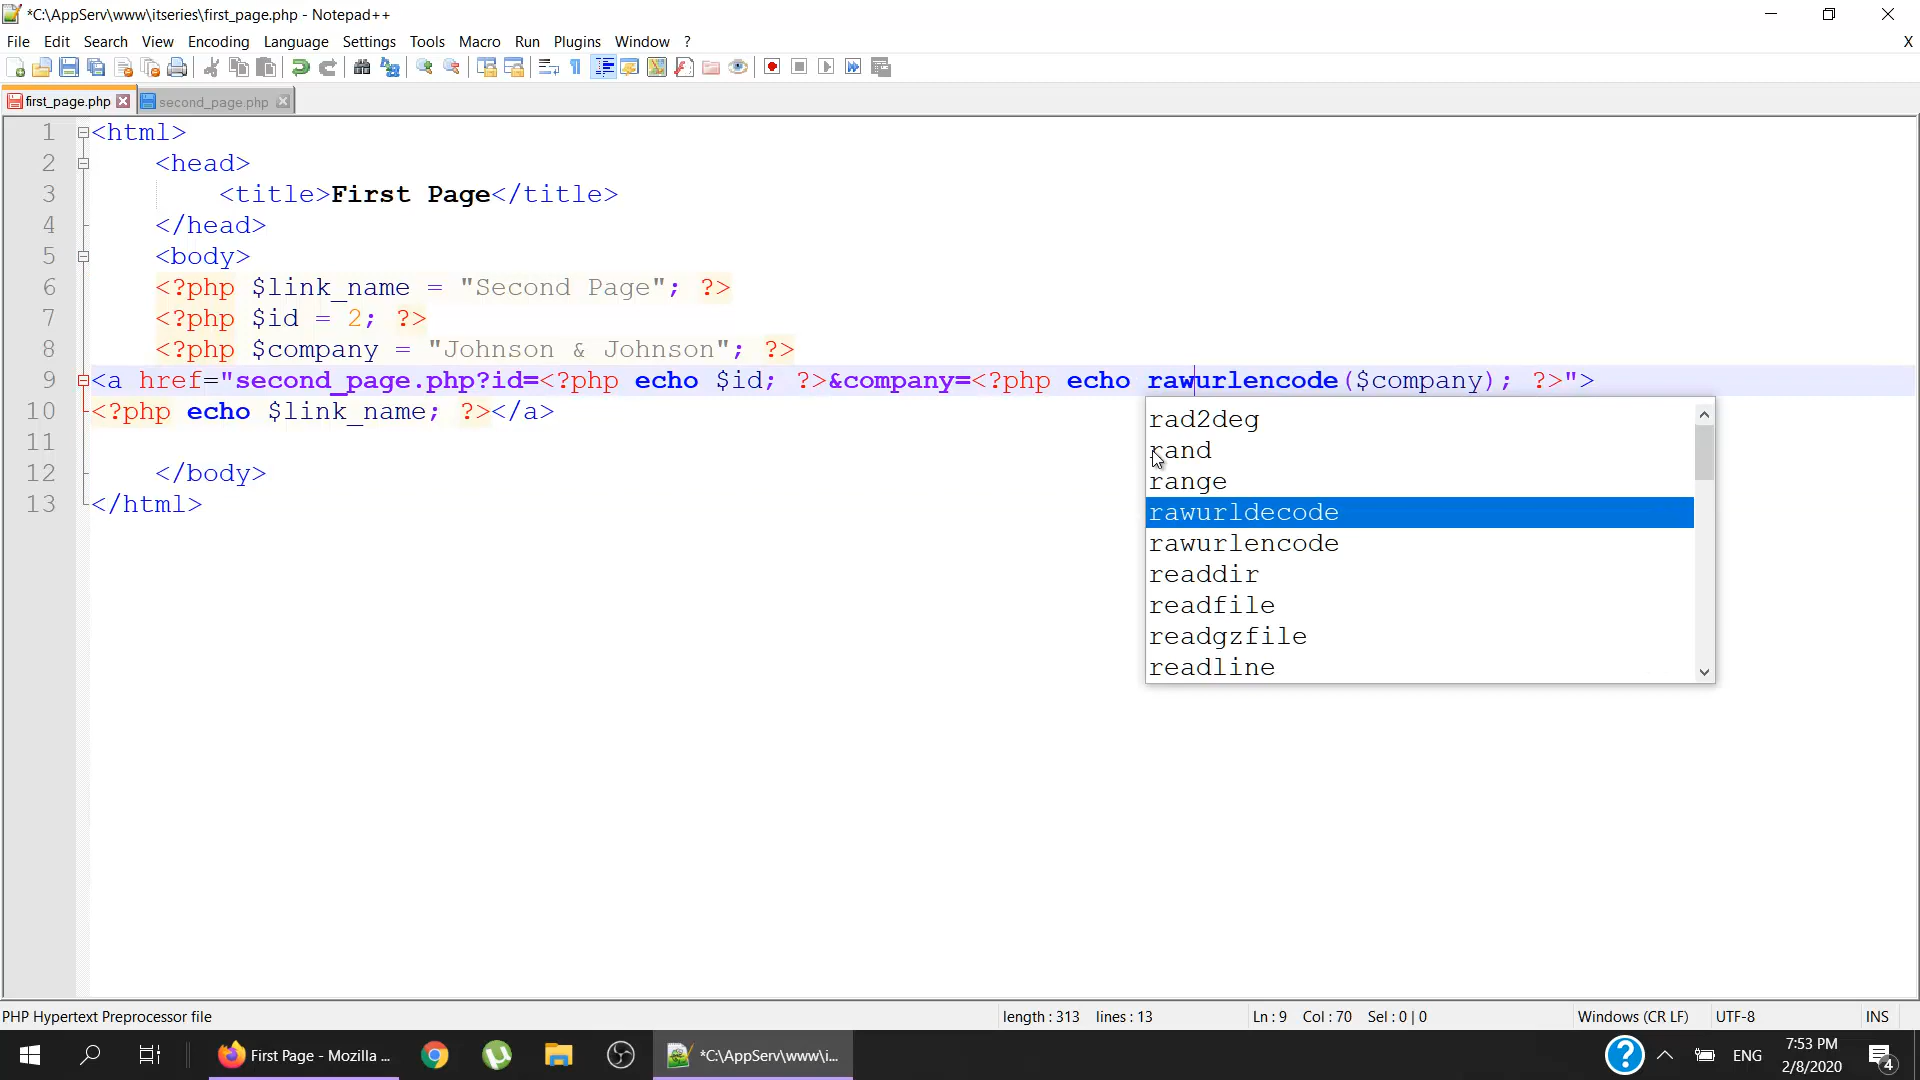 *C:\AppServ\www\itseries\first_page.php - Notepad++
File Edit Search View Encoding Language Settings Tools Macro Run Plugins Window ? X
first_page.php second_page.php
1 <html>
2 <head>
3 <title>First Page</title>
4 </head>
5 <body>
6 <?php $link_name = "Second Page"; ?>
7 <?php $id = 2; ?>
8 <?php $company = "Johnson & Johnson"; ?>
9 <a href="second_page.php?id=<?php echo $id; ?>&company=<?php echo rawurlencode($company); ?>">
10 <?php echo $link_name; ?></a>
11
12 </body>
13 </html>
rad2deg
rand
range
rawurldecode
rawurlencode
readdir
readfile
readgzfile
readline
PHP Hypertext Preprocessor file length : 313 lines : 13 Ln : 9 Col : 70 Sel : 0 | 0 Windows (CR LF) UTF-8 INS
First Page - Mozilla ... *C:\AppServ\www\i... ? ENG 7:53 PM
2/8/2020 4